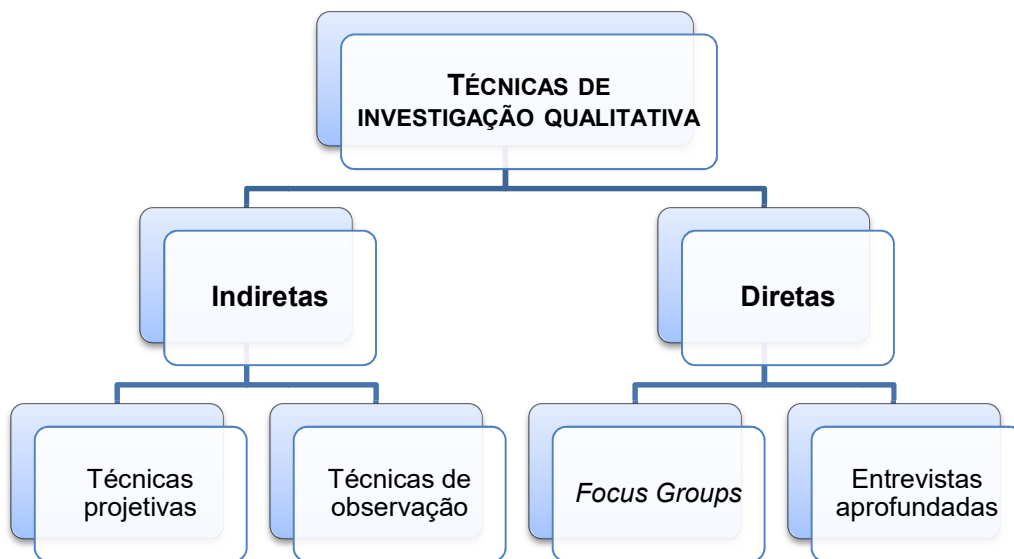 TÉCNICAS DE
INVESTIGAÇÃO QUALITATIVA
Indiretas
Diretas
Técnicas
projetivas
Técnicas de
observação
Focus Groups
Entrevistas
aprofundadas